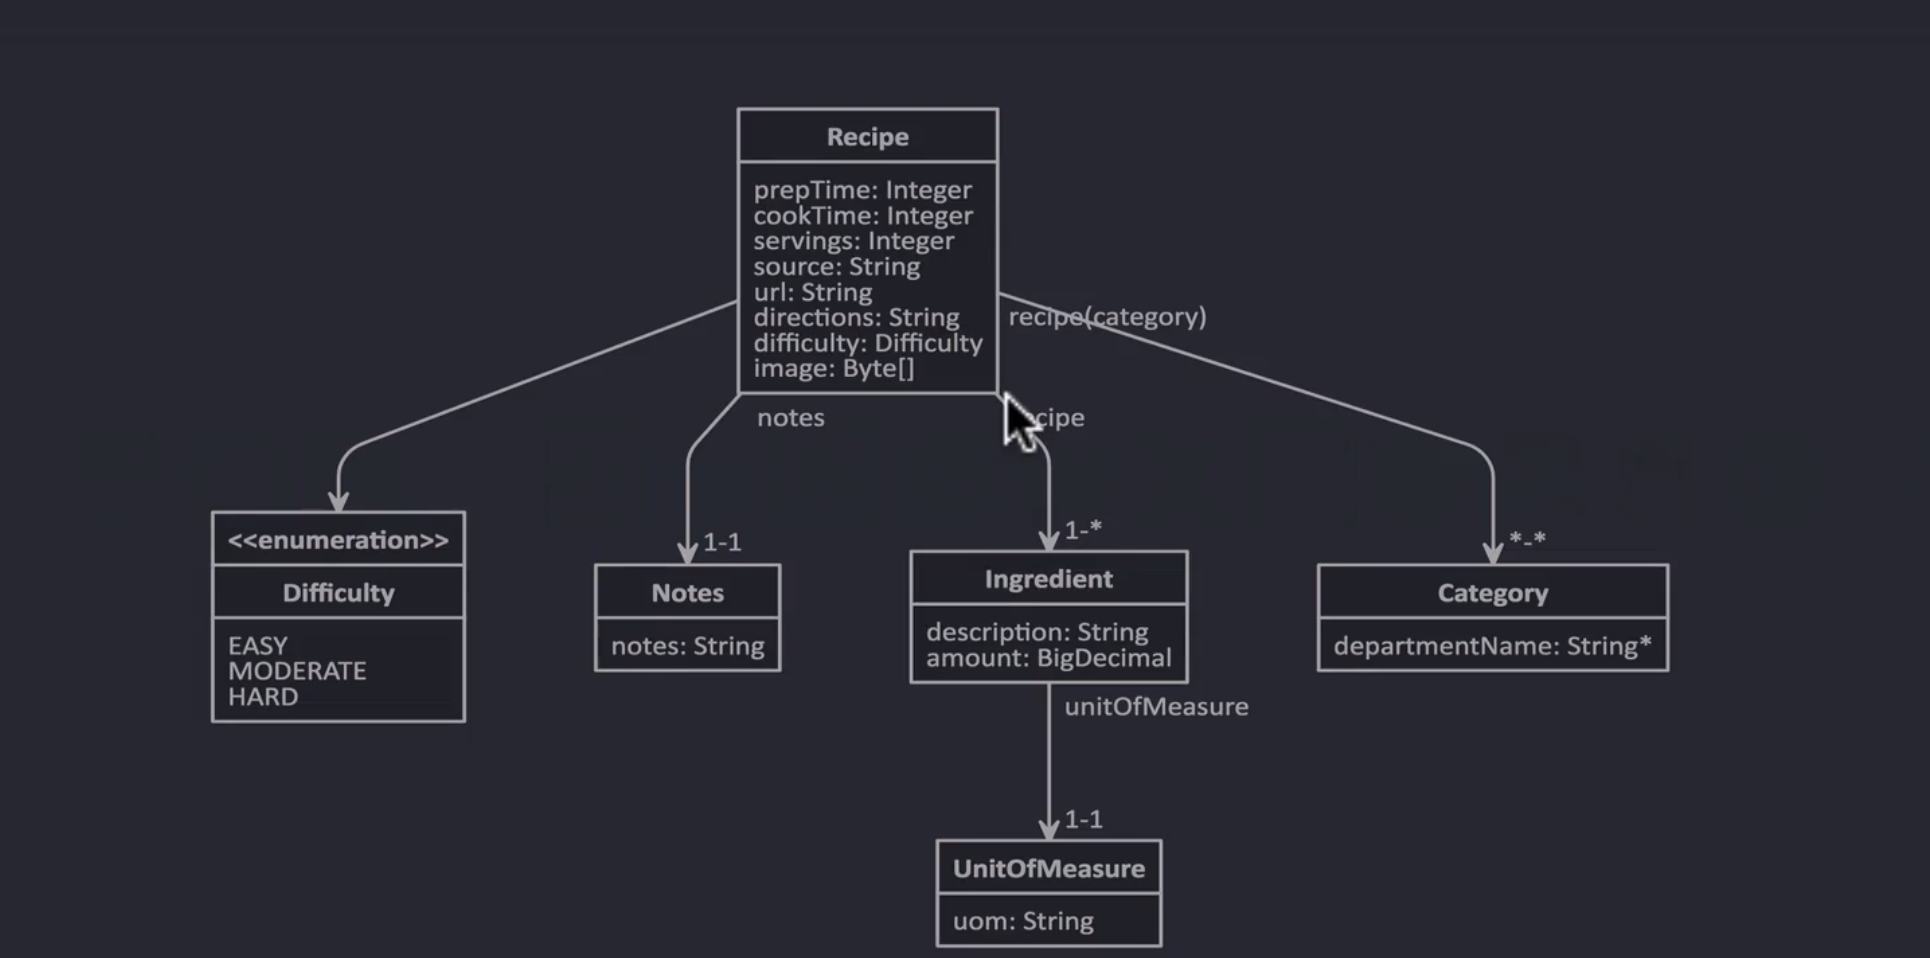 Recipe
prepTime: Integer
cookTime: Integer
servings: Integer
source: String
url: String
directions: String
difficulty: Difficulty
image: Byte[]
recipe(category)
notes
1-1
1-*
*-*
<<enumeration>>
Difficulty
EASY
MODERATE
HARD
Notes
notes: String
Ingredient
description: String
amount: BigDecimal
Category
departmentName: String*
unitOfMeasure
1-1
UnitOfMeasure
uom: String